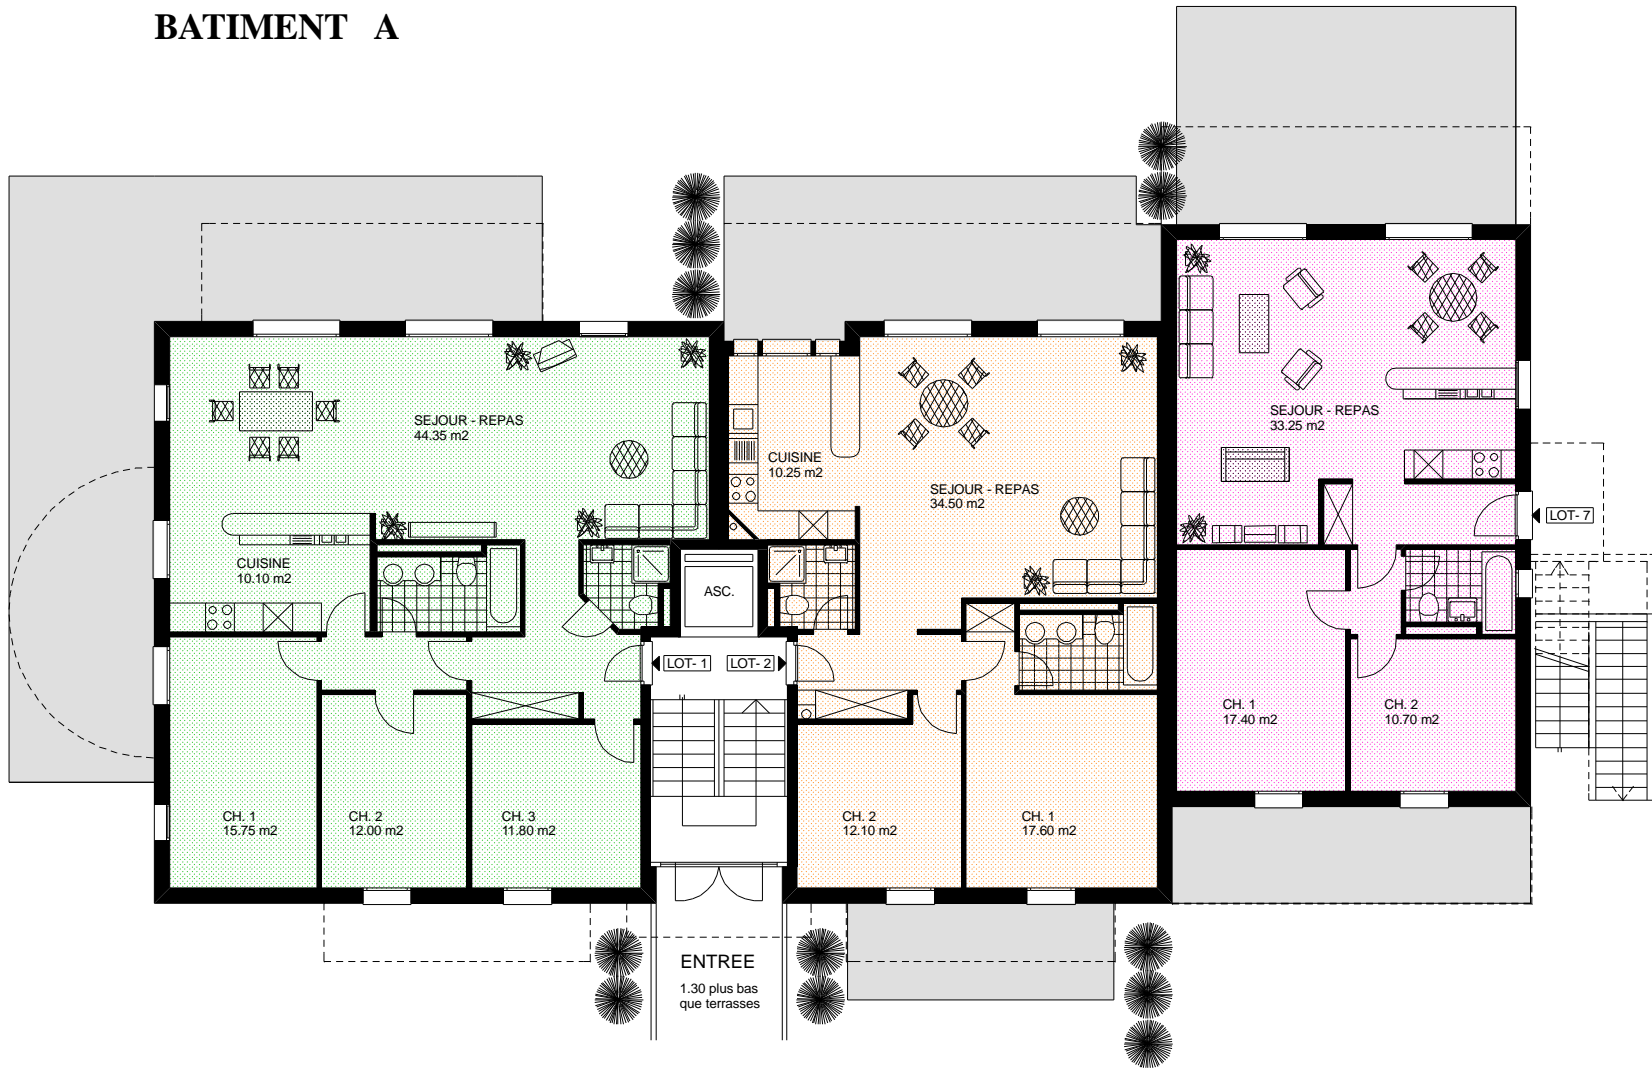 BATIMENT A
SEJOUR - REPAS
44.35 m2
CUISINE
10.10 m2
CH. 1
15.75 m2
CH. 2
12.00 m2
CH. 3
11.80 m2
ASC.
LOT- 1
LOT- 2
CUISINE
10.25 m2
SEJOUR - REPAS
34.50 m2
CH. 2
12.10 m2
CH. 1
17.60 m2
SEJOUR - REPAS
33.25 m2
LOT- 7
CH. 1
17.40 m2
CH. 2
10.70 m2
ENTREE
1.30 plus bas
que terrasses